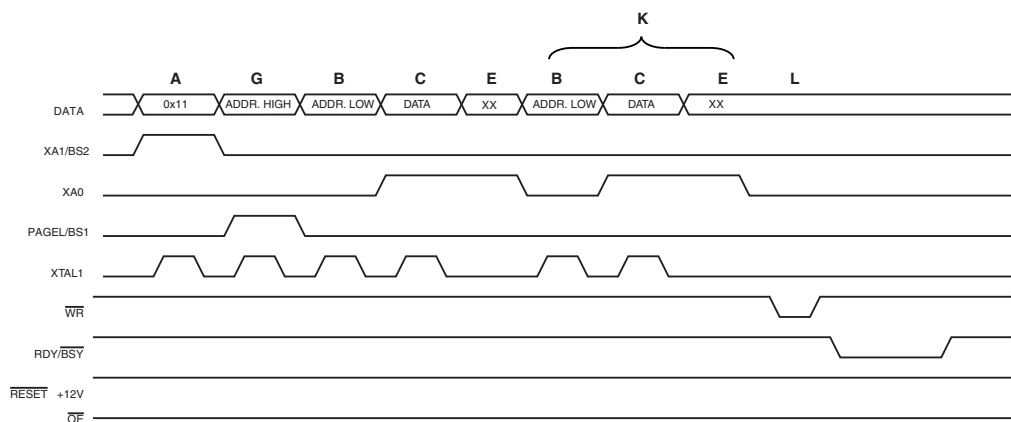 K
A G B C E B C E L
DATA 0x11 ADDR. HIGH ADDR. LOW DATA XX ADDR. LOW DATA XX
XA1/BS2
XA0
PAGEL/BS1
XTAL1
WR
RDY/BSY
RESET +12V
OE